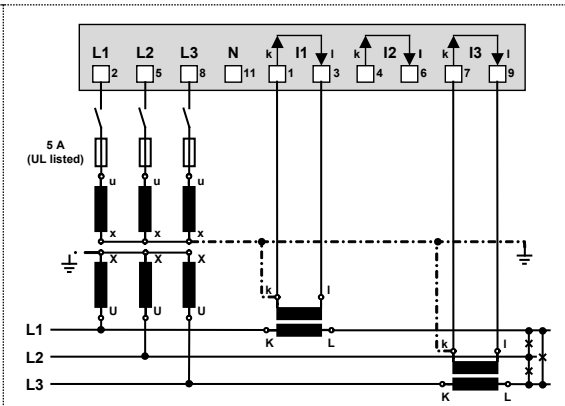 L1 L2 L3 N k I1 l k I2 l k I3 l
2 5 8 11 1 3 4 6 7 9
5 A
(UL listed)
u u u
x x x
X X X
k l
U U U
L1
K L
k l
L2
L3
K L